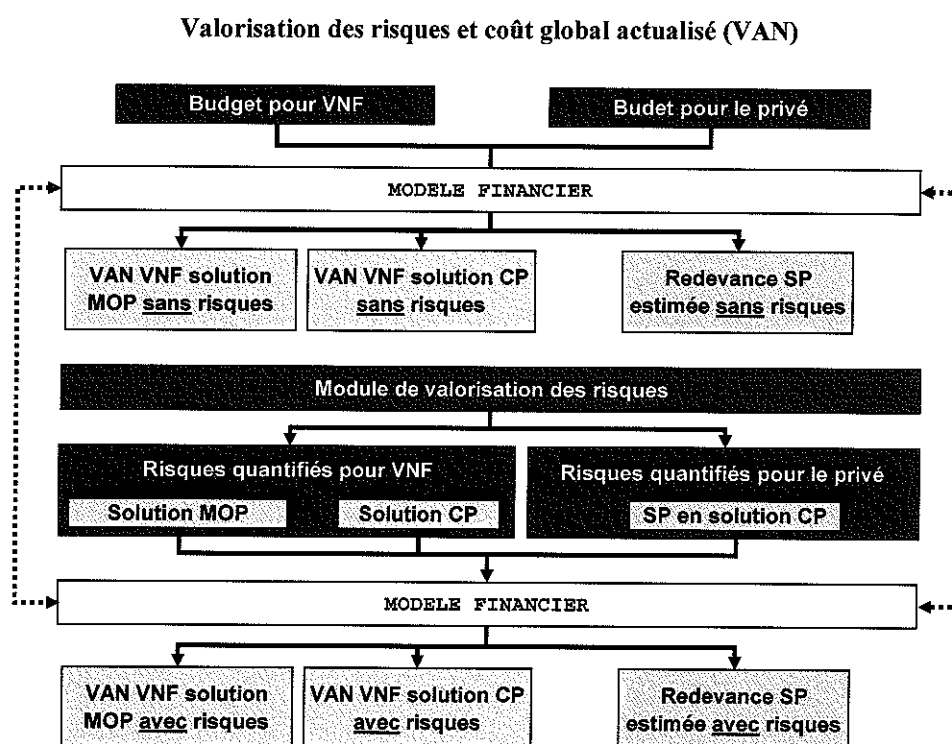 Valorisation des risques et coût global actualisé (VAN)
Budget pour VNF
Budet pour le privé
MODELE FINANCIER
VAN VNF solution
MOP sans risques
VAN VNF solution CP
sans risques
Redevance SP
estimée sans risques
Module de valorisation des risques
Risques quantifiés pour VNF
Solution MOP
Solution CP
Risques quantifiés pour le privé
SP en solution CP
MODELE FINANCIER
VAN VNF solution
MOP avec risques
VAN VNF solution CP
avec risques
Redevance SP
estimée avec risques